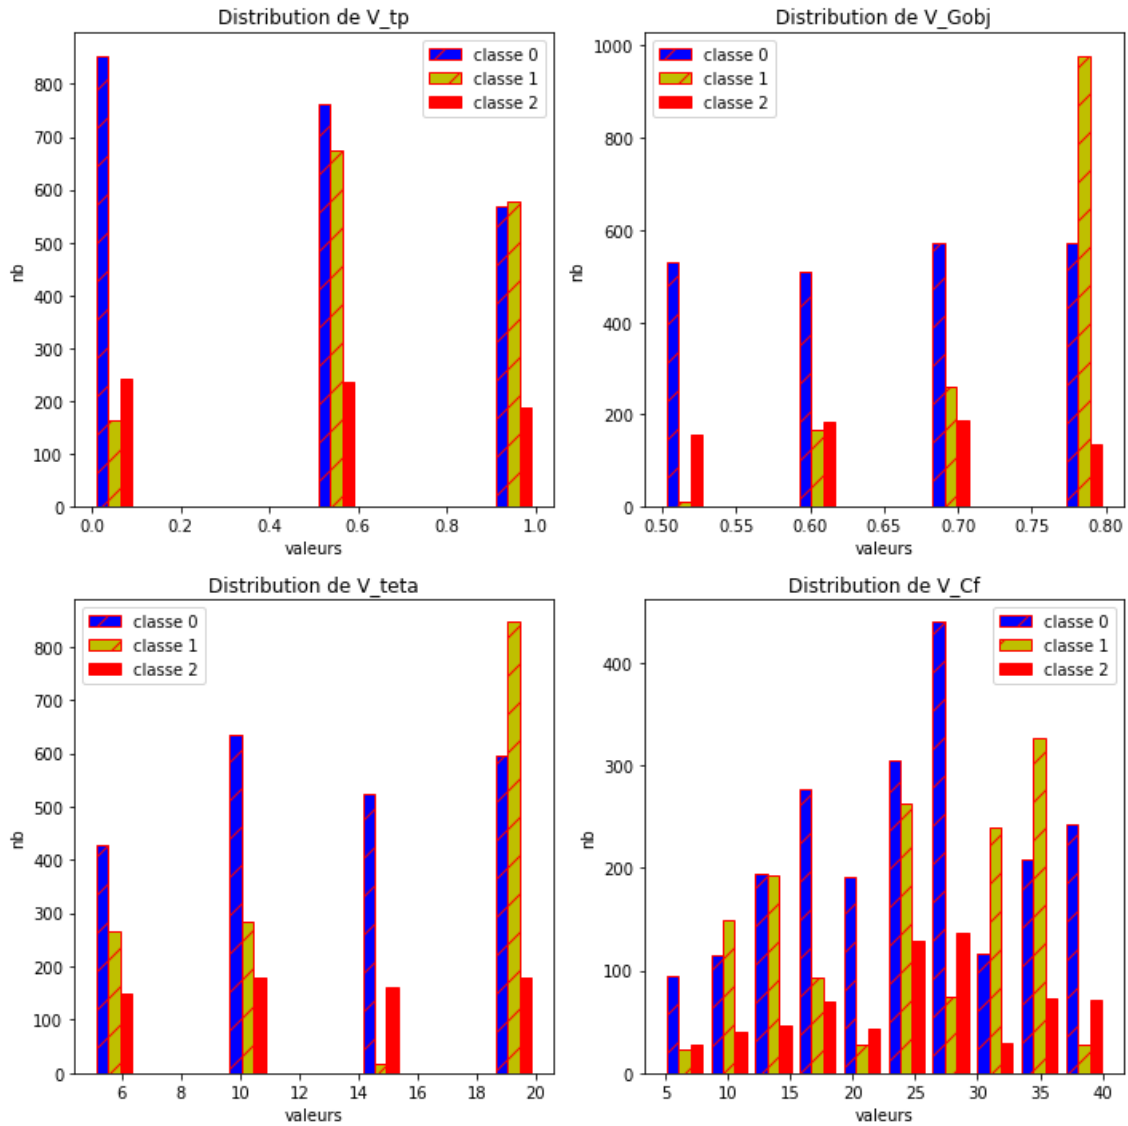 Distribution de V_tp
classe 0
classe 1
classe 2
nb
800
700
600
500
400
300
200
100
0
0.0 0.2 0.4 0.6 0.8 1.0
valeurs
Distribution de V_Gobj
classe 0
classe 1
classe 2
nb
1000
800
600
400
200
0
0.50 0.55 0.60 0.65 0.70 0.75 0.80
valeurs
Distribution de V_teta
classe 0
classe 1
classe 2
nb
800
700
600
500
400
300
200
100
0
6 8 10 12 14 16 18 20
valeurs
Distribution de V_Cf
classe 0
classe 1
classe 2
nb
400
300
200
100
0
5 10 15 20 25 30 35 40
valeurs